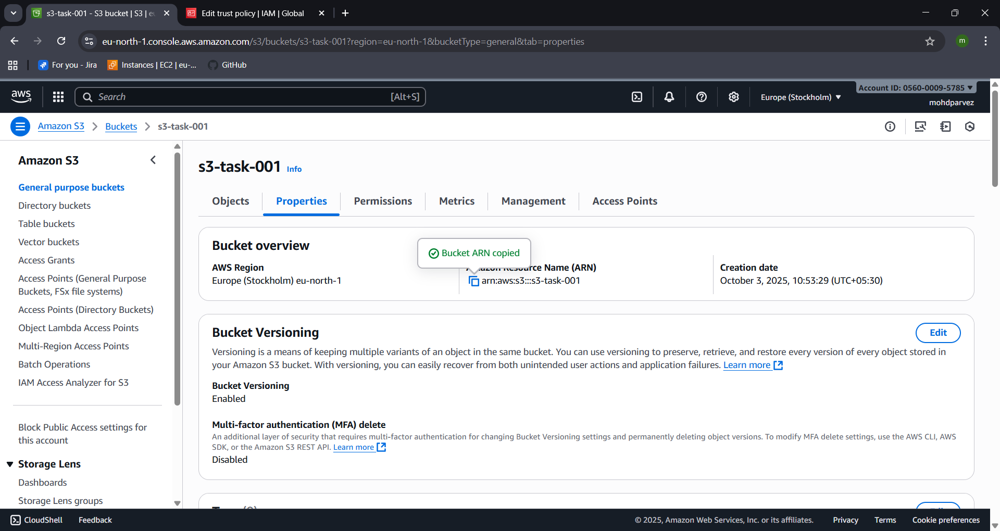 s3-task-001 - S3 bucket | S3 | eu
Edit trust policy | IAM | Global
eu-north-1.console.aws.amazon.com/s3/buckets/s3-task-001?region=eu-north-1&bucketType=general&tab=properties
m
For you - Jira
Instances | EC2 | eu-...
GitHub
aws
Search
[Alt+S]
Europe (Stockholm)
Account ID: 0560-0009-5785
mohdparvez
Amazon S3
Buckets
s3-task-001
Amazon S3
General purpose buckets
Directory buckets
Table buckets
Vector buckets
Access Grants
Access Points (General Purpose
Buckets, FSx file systems)
Access Points (Directory Buckets)
Object Lambda Access Points
Multi-Region Access Points
Batch Operations
IAM Access Analyzer for S3
Block Public Access settings for
this account
Storage Lens
Dashboards
Storage Lens groups
s3-task-001 Info
Objects
Properties
Permissions
Metrics
Management
Access Points
Bucket overview
Bucket ARN copied
AWS Region
Europe (Stockholm) eu-north-1
Amazon Resource Name (ARN)
arn:aws:s3:::s3-task-001
Creation date
October 3, 2025, 10:53:29 (UTC+05:30)
Bucket Versioning
Edit
Versioning is a means of keeping multiple variants of an object in the same bucket. You can use versioning to preserve, retrieve, and restore every version of every object stored in
your Amazon S3 bucket. With versioning, you can easily recover from both unintended user actions and application failures. Learn more
Bucket Versioning
Enabled
Multi-factor authentication (MFA) delete
An additional layer of security that requires multi-factor authentication for changing Bucket Versioning settings and permanently deleting object versions. To modify MFA delete settings, use the AWS CLI, AWS
SDK, or the Amazon S3 REST API. Learn more
Disabled
CloudShell
Feedback
© 2025, Amazon Web Services, Inc. or its affiliates.
Privacy
Terms
Cookie preferences